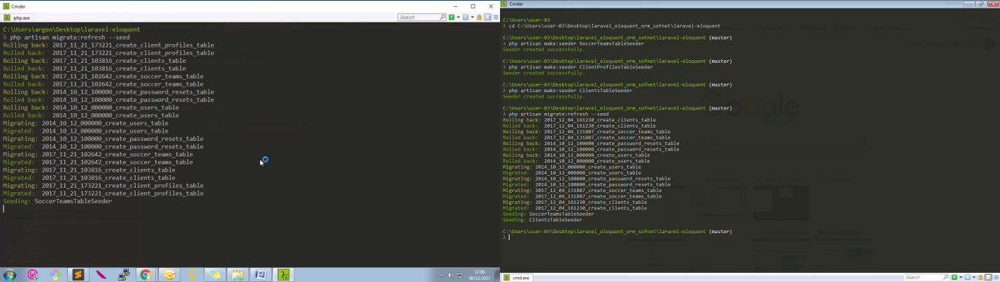 Cmder
php.exe
Search
C:\Users\argen\Desktop\laravel-eloquent
λ php artisan migrate:refresh --seed
Rolling back: 2017_11_21_173221_create_client_profiles_table
Rolled back:  2017_11_21_173221_create_client_profiles_table
Rolling back: 2017_11_21_103816_create_clients_table
Rolled back:  2017_11_21_103816_create_clients_table
Rolling back: 2017_11_21_102642_create_soccer_teams_table
Rolled back:  2017_11_21_102642_create_soccer_teams_table
Rolling back: 2014_10_12_100000_create_password_resets_table
Rolled back:  2014_10_12_100000_create_password_resets_table
Rolling back: 2014_10_12_000000_create_users_table
Rolled back:  2014_10_12_000000_create_users_table
Migrating: 2014_10_12_000000_create_users_table
Migrated:  2014_10_12_000000_create_users_table
Migrating: 2014_10_12_100000_create_password_resets_table
Migrated:  2014_10_12_100000_create_password_resets_table
Migrating: 2017_11_21_102642_create_soccer_teams_table
Migrated:  2017_11_21_102642_create_soccer_teams_table
Migrating: 2017_11_21_103816_create_clients_table
Migrated:  2017_11_21_103816_create_clients_table
Migrating: 2017_11_21_173221_create_client_profiles_table
Migrated:  2017_11_21_173221_create_client_profiles_table
Seeding: SoccerTeamsTableSeeder
17:06
08/12/2017
Cmder
C:\Users\user-03
λ cd C:\Users\user-03\Desktop\laravel_eloquent_orm_sofnet\laravel-eloquent
C:\Users\user-03\Desktop\laravel_eloquent_orm_sofnet\laravel-eloquent (master)
λ php artisan make:seeder SoccerTeamsTableSeeder
Seeder created successfully.
C:\Users\user-03\Desktop\laravel_eloquent_orm_sofnet\laravel-eloquent (master)
λ php artisan make:seeder ClientProfilesTableSeeder
Seeder created successfully.
C:\Users\user-03\Desktop\laravel_eloquent_orm_sofnet\laravel-eloquent (master)
λ php artisan make:seeder ClientsTableSeeder
Seeder created successfully.
Google
C:\Users\user-03\Desktop\laravel_eloquent_orm_sofnet\laravel-eloquent (master)
λ php artisan migrate:refresh --seed
Rolling back: 2017_12_04_161230_create_clients_table
Rolled back:  2017_12_04_161230_create_clients_table
Rolling back: 2017_12_04_131807_create_soccer_teams_table
Rolled back:  2017_12_04_131807_create_soccer_teams_table
Rolling back: 2014_10_12_100000_create_password_resets_table
Rolled back:  2014_10_12_100000_create_password_resets_table
Rolling back: 2014_10_12_000000_create_users_table
Rolled back:  2014_10_12_000000_create_users_table
Migrating: 2014_10_12_000000_create_users_table
Migrated:  2014_10_12_000000_create_users_table
Migrating: 2014_10_12_100000_create_password_resets_table
Migrated:  2014_10_12_100000_create_password_resets_table
Migrating: 2017_12_04_131807_create_soccer_teams_table
Migrated:  2017_12_04_131807_create_soccer_teams_table
Migrating: 2017_12_04_161230_create_clients_table
Migrated:  2017_12_04_161230_create_clients_table
Seeding: SoccerTeamsTableSeeder
Seeding: ClientsTableSeeder
C:\Users\user-03\Desktop\laravel_eloquent_orm_sofnet\laravel-eloquent (master)
λ
cmd.exe
Search